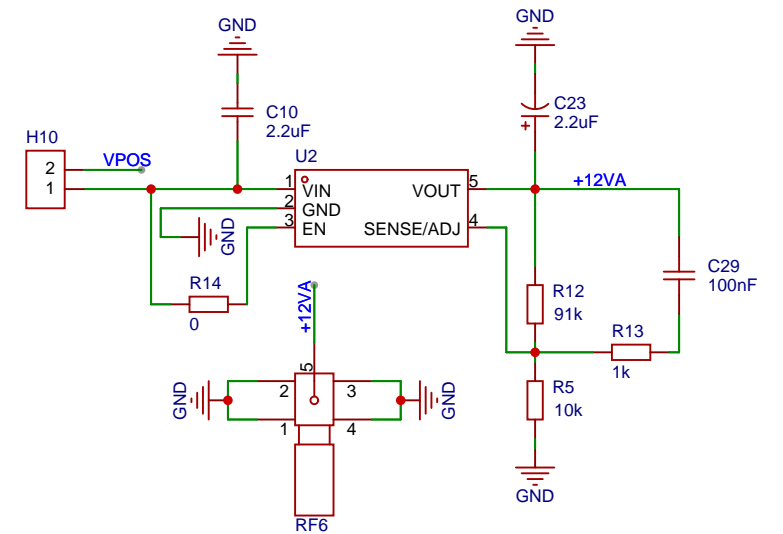 GND
GND
C10
2.2uF
C23
2.2uF
H10
2
1
VPOS
U2
1
VIN
2
GND
3
EN
VOUT
5
SENSE/ADJ
4
+12VA
GND
R14
0
+12VA
R12
91k
C29
100nF
R13
1k
R5
10k
GND
5
2
3
1
4
GND
GND
RF6
GND
+